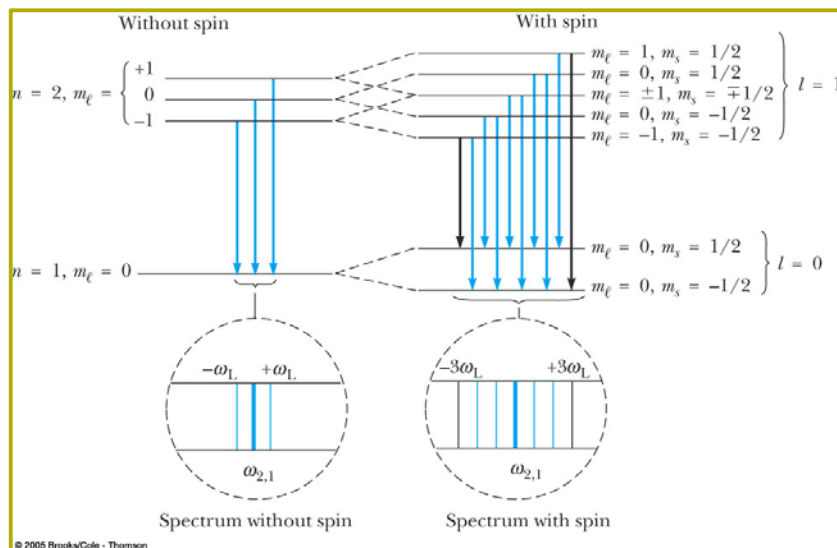 Without spin
With spin
n = 2, mℓ = { +1
0
−1
mℓ = 1, ms = 1/2
mℓ = 0, ms = 1/2
mℓ = ±1, ms = ∓1/2
mℓ = 0, ms = −1/2
mℓ = −1, ms = −1/2
} l = 1
n = 1, mℓ = 0
mℓ = 0, ms = 1/2
mℓ = 0, ms = −1/2
} l = 0
−ωL +ωL
ω2,1
−3ωL +3ωL
ω2,1
Spectrum without spin
Spectrum with spin
© 2005 Brooks/Cole - Thomson